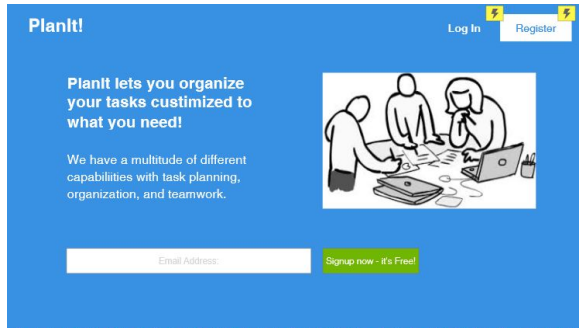 PlanIt!
Log In
Register
PlanIt lets you organize
your tasks custimized to
what you need!
We have a multitude of different
capabiliities with task planning,
organization, and teamwork.
Email Address:
Signup now - it's Free!